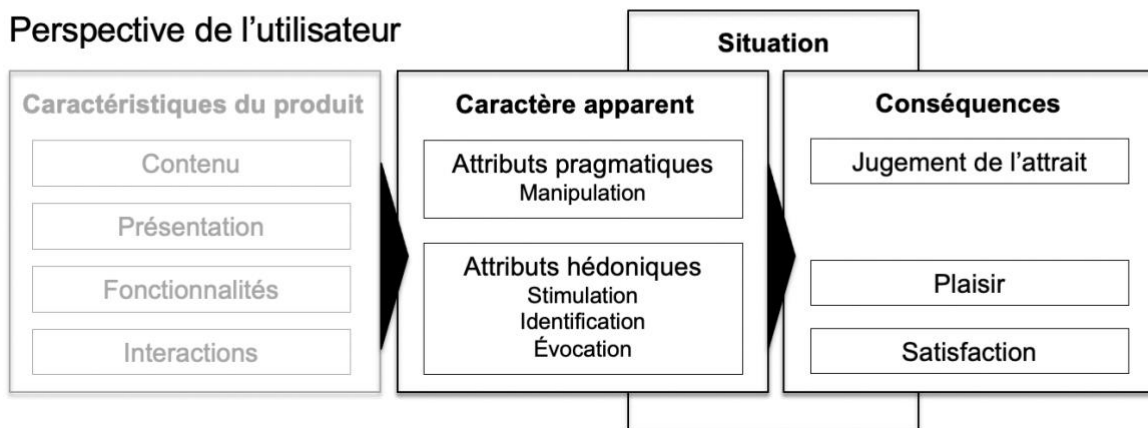 Perspective de l’utilisateur
Situation
Caractéristiques du produit
Contenu
Présentation
Fonctionnalités
Interactions
Caractère apparent
Attributs pragmatiques
Manipulation
Attributs hédoniques
Stimulation
Identification
Évocation
Conséquences
Jugement de l’attrait
Plaisir
Satisfaction